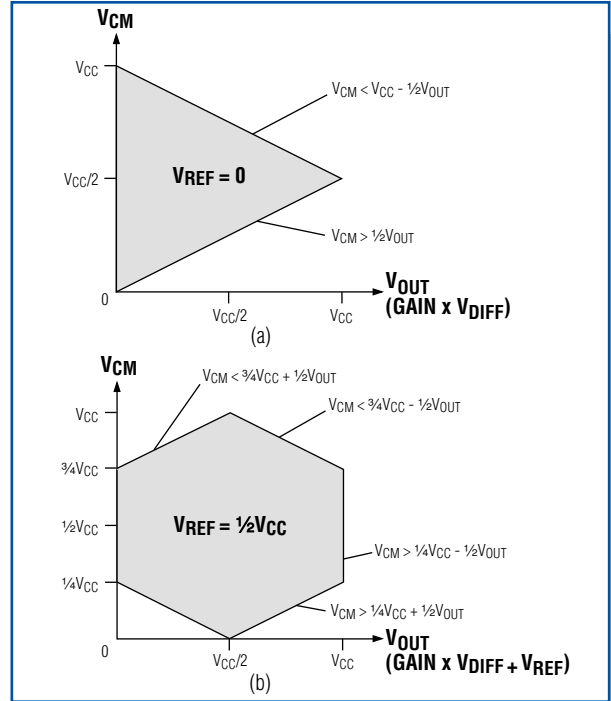 VCM
VCC
VCM < VCC - ½VOUT
VCC/2
VREF = 0
VCM > ½VOUT
0
VCC/2
VCC
VOUT
(GAIN x VDIFF)
(a)
VCM
VCM < ¾VCC + ½VOUT
VCM < ¾VCC - ½VOUT
VCC
¾VCC
½VCC
VREF = ½VCC
VCM > ¼VCC - ½VOUT
¼VCC
VCM > ¼VCC + ½VOUT
0
VCC/2
VCC
VOUT
(GAIN x VDIFF + VREF)
(b)